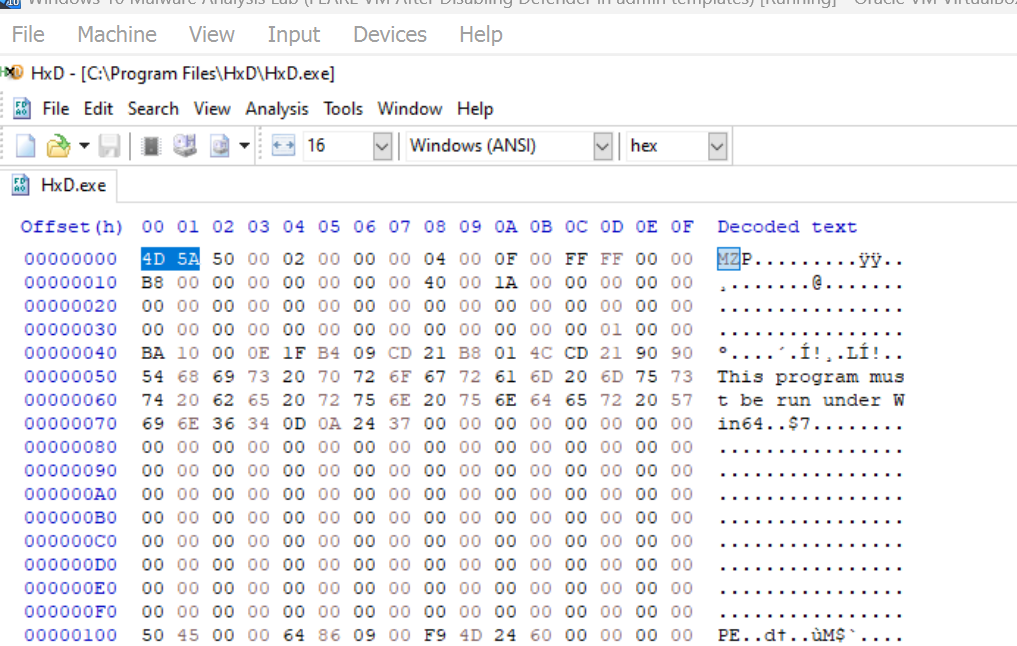 Windows 10 Malware Analysis Lab (FLARE VM After Disabling Defender in admin templates) [Running] - Oracle VM VirtualBox
File Machine View Input Devices Help
HxD - [C:\Program Files\HxD\HxD.exe]
File Edit Search View Analysis Tools Window Help
16 Windows (ANSI) hex
HxD.exe
Offset(h) 00 01 02 03 04 05 06 07 08 09 0A 0B 0C 0D 0E 0F Decoded text
00000000 4D 5A 50 00 02 00 00 00 04 00 0F 00 FF FF 00 00 MZP.........ÿÿ..
00000010 B8 00 00 00 00 00 00 00 40 00 1A 00 00 00 00 00 ¸.......@.......
00000020 00 00 00 00 00 00 00 00 00 00 00 00 00 00 00 00 ................
00000030 00 00 00 00 00 00 00 00 00 00 00 00 00 01 00 00 ................
00000040 BA 10 00 0E 1F B4 09 CD 21 B8 01 4C CD 21 90 90 º....´.Í!¸.LÍ!..
00000050 54 68 69 73 20 70 72 6F 67 72 61 6D 20 6D 75 73 This program mus
00000060 74 20 62 65 20 72 75 6E 20 75 6E 64 65 72 20 57 t be run under W
00000070 69 6E 36 34 0D 0A 24 37 00 00 00 00 00 00 00 00 in64..$7........
00000080 00 00 00 00 00 00 00 00 00 00 00 00 00 00 00 00 ................
00000090 00 00 00 00 00 00 00 00 00 00 00 00 00 00 00 00 ................
000000A0 00 00 00 00 00 00 00 00 00 00 00 00 00 00 00 00 ................
000000B0 00 00 00 00 00 00 00 00 00 00 00 00 00 00 00 00 ................
000000C0 00 00 00 00 00 00 00 00 00 00 00 00 00 00 00 00 ................
000000D0 00 00 00 00 00 00 00 00 00 00 00 00 00 00 00 00 ................
000000E0 00 00 00 00 00 00 00 00 00 00 00 00 00 00 00 00 ................
000000F0 00 00 00 00 00 00 00 00 00 00 00 00 00 00 00 00 ................
00000100 50 45 00 00 64 86 09 00 F9 4D 24 60 00 00 00 00 PE..d†..ùM$`....